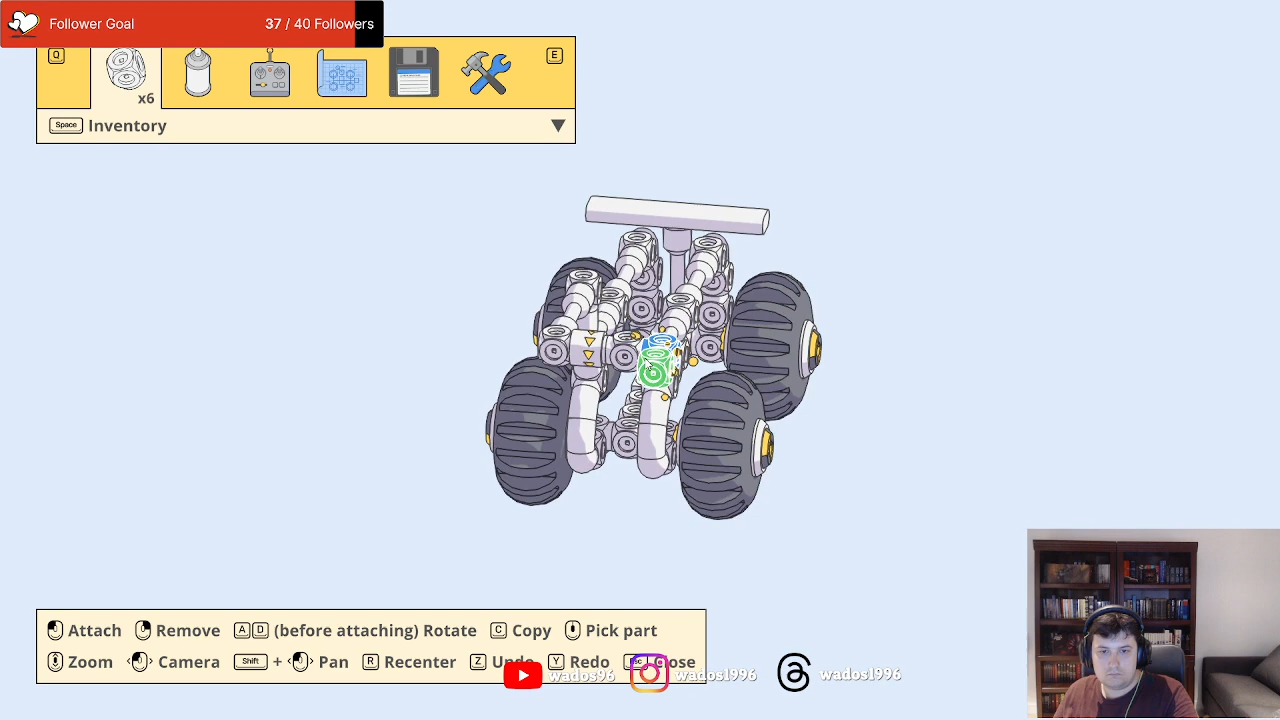 Follower Goal 37 / 40 Followers
Q E
x6
Space Inventory
Attach Remove A D (before attaching) Rotate C Copy Pick part
Zoom Camera Shift + Pan R Recenter Z Undo Y Redo
wados96 wados1996 wados1996